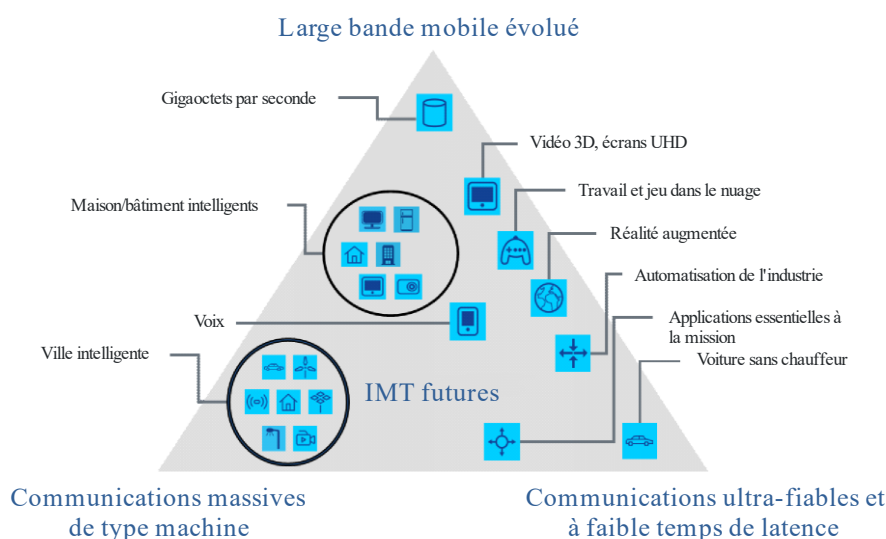 Large bande mobile évolué
Gigaoctets par seconde
Vidéo 3D, écrans UHD
Travail et jeu dans le nuage
Maison/bâtiment intelligents
Réalité augmentée
Automatisation de l'industrie
Voix
Applications essentielles à
la mission
Ville intelligente
Voiture sans chauffeur
IMT futures
Communications massives
de type machine
Communications ultra-fiables et
à faible temps de latence